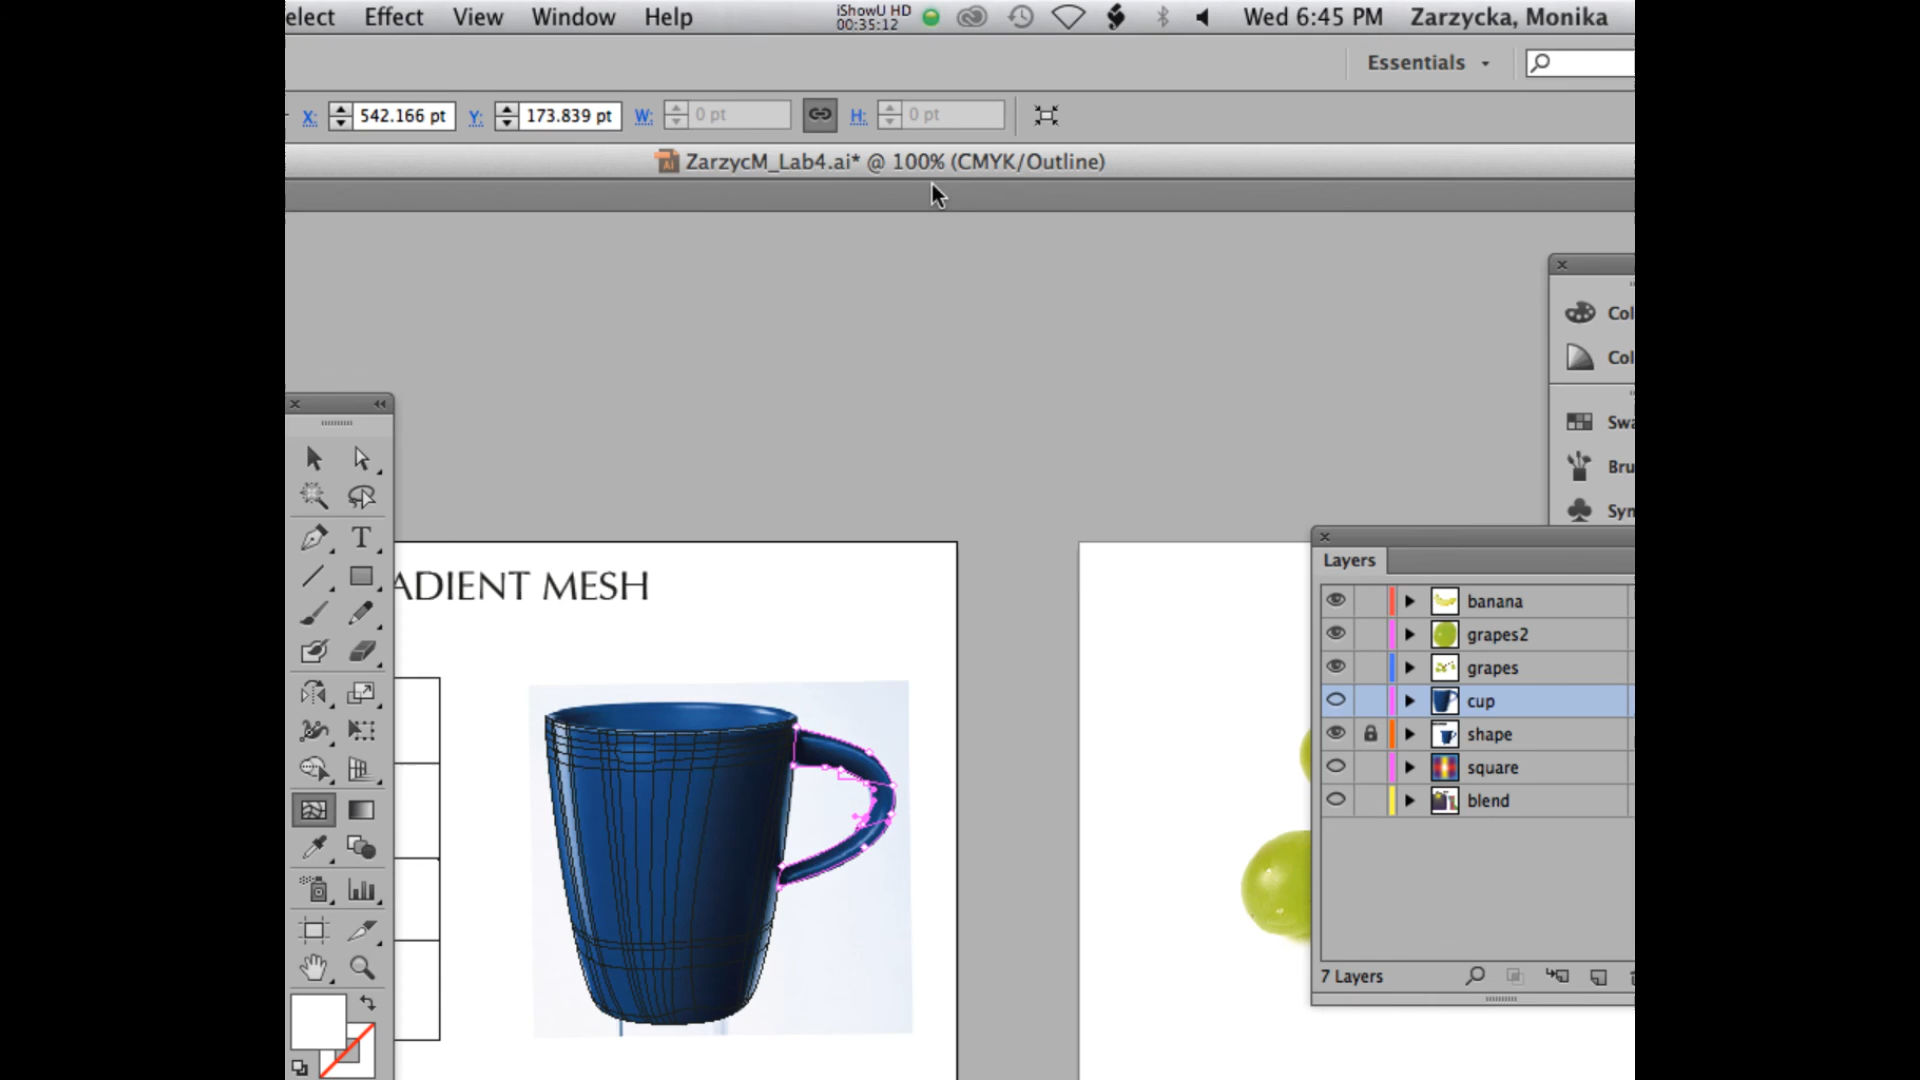 elect Effect View Window Help iShowU HD 00:35:12 Wed 6:45 PM Zarzycka, Monika
Essentials
X: 542.166 pt Y: 173.839 pt W: 0 pt H: 0 pt
ZarzycM_Lab4.ai* @ 100% (CMYK/Outline)
Col
Col
Swa
Bru
Syn
ADIENT MESH
Layers
banana
grapes2
grapes
cup
shape
square
blend
7 Layers